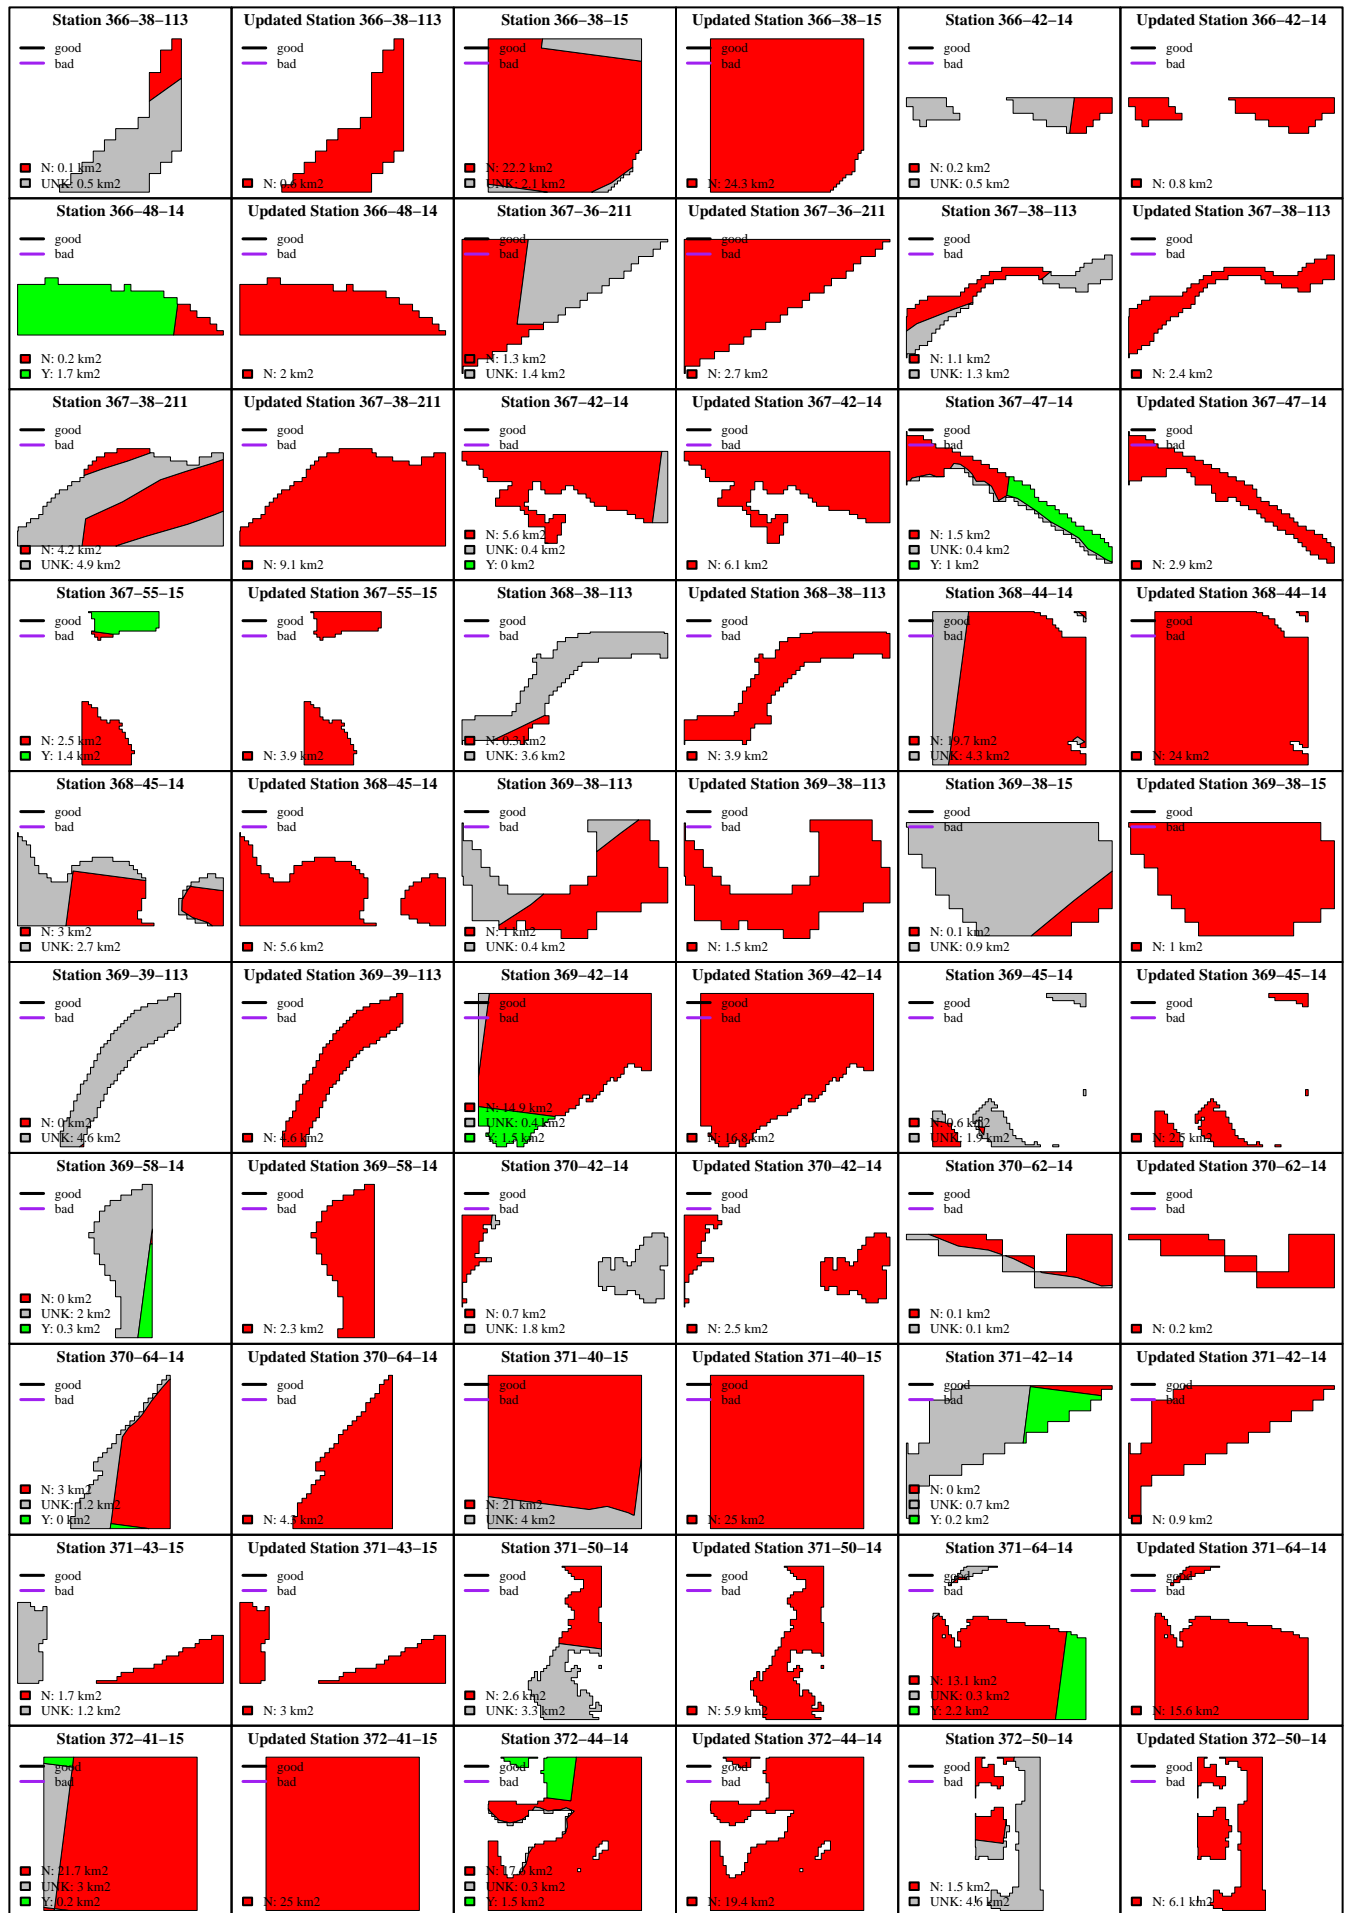 Station 366−38−113
good
bad
N: 0.1 km2
UNK: 0.5 km2
Updated Station 366−38−113
good
bad
N: 0.6 km2
Station 366−38−15
good
bad
N: 22.2 km2
UNK: 2.1 km2
Updated Station 366−38−15
good
bad
N: 24.3 km2
Station 366−42−14
good
bad
N: 0.2 km2
UNK: 0.5 km2
Updated Station 366−42−14
good
bad
N: 0.8 km2
Station 366−48−14
good
bad
N: 0.2 km2
Y: 1.7 km2
Updated Station 366−48−14
good
bad
N: 2 km2
Station 367−36−211
good
bad
N: 1.3 km2
UNK: 1.4 km2
Updated Station 367−36−211
good
bad
N: 2.7 km2
Station 367−38−113
good
bad
N: 1.1 km2
UNK: 1.3 km2
Updated Station 367−38−113
good
bad
N: 2.4 km2
Station 367−38−211
good
bad
N: 4.2 km2
UNK: 4.9 km2
Updated Station 367−38−211
good
bad
N: 9.1 km2
Station 367−42−14
good
bad
N: 5.6 km2
UNK: 0.4 km2
Y: 0 km2
Updated Station 367−42−14
good
bad
N: 6.1 km2
Station 367−47−14
good
bad
N: 1.5 km2
UNK: 0.4 km2
Y: 1 km2
Updated Station 367−47−14
good
bad
N: 2.9 km2
Station 367−55−15
good
bad
N: 2.5 km2
Y: 1.4 km2
Updated Station 367−55−15
good
bad
N: 3.9 km2
Station 368−38−113
good
bad
N: 0.3 km2
UNK: 3.6 km2
Updated Station 368−38−113
good
bad
N: 3.9 km2
Station 368−44−14
good
bad
N: 19.7 km2
UNK: 4.3 km2
Updated Station 368−44−14
good
bad
N: 24 km2
Station 368−45−14
good
bad
N: 3 km2
UNK: 2.7 km2
Updated Station 368−45−14
good
bad
N: 5.6 km2
Station 369−38−113
good
bad
N: 1 km2
UNK: 0.4 km2
Updated Station 369−38−113
good
bad
N: 1.5 km2
Station 369−38−15
good
bad
N: 0.1 km2
UNK: 0.9 km2
Updated Station 369−38−15
good
bad
N: 1 km2
Station 369−39−113
good
bad
N: 0 km2
UNK: 4.6 km2
Updated Station 369−39−113
good
bad
N: 4.6 km2
Station 369−42−14
good
bad
N: 14.9 km2
UNK: 0.4 km2
Y: 1.5 km2
Updated Station 369−42−14
good
bad
N: 16.8 km2
Station 369−45−14
good
bad
N: 0.6 km2
UNK: 1.9 km2
Updated Station 369−45−14
good
bad
N: 2.5 km2
Station 369−58−14
good
bad
N: 0 km2
UNK: 2 km2
Y: 0.3 km2
Updated Station 369−58−14
good
bad
N: 2.3 km2
Station 370−42−14
good
bad
N: 0.7 km2
UNK: 1.8 km2
Updated Station 370−42−14
good
bad
N: 2.5 km2
Station 370−62−14
good
bad
N: 0.1 km2
UNK: 0.1 km2
Updated Station 370−62−14
good
bad
N: 0.2 km2
Station 370−64−14
good
bad
N: 3 km2
UNK: 1.2 km2
Y: 0 km2
Updated Station 370−64−14
good
bad
N: 4.3 km2
Station 371−40−15
good
bad
N: 21 km2
UNK: 4 km2
Updated Station 371−40−15
good
bad
N: 25 km2
Station 371−42−14
good
bad
N: 0 km2
UNK: 0.7 km2
Y: 0.2 km2
Updated Station 371−42−14
good
bad
N: 0.9 km2
Station 371−43−15
good
bad
N: 1.7 km2
UNK: 1.2 km2
Updated Station 371−43−15
good
bad
N: 3 km2
Station 371−50−14
good
bad
N: 2.6 km2
UNK: 3.3 km2
Updated Station 371−50−14
good
bad
N: 5.9 km2
Station 371−64−14
good
bad
N: 13.1 km2
UNK: 0.3 km2
Y: 2.2 km2
Updated Station 371−64−14
good
bad
N: 15.6 km2
Station 372−41−15
good
bad
N: 21.7 km2
UNK: 3 km2
Y: 0.2 km2
Updated Station 372−41−15
good
bad
N: 25 km2
Station 372−44−14
good
bad
N: 17.6 km2
UNK: 0.3 km2
Y: 1.5 km2
Updated Station 372−44−14
good
bad
N: 19.4 km2
Station 372−50−14
good
bad
N: 1.5 km2
UNK: 4.6 km2
Updated Station 372−50−14
good
bad
N: 6.1 km2